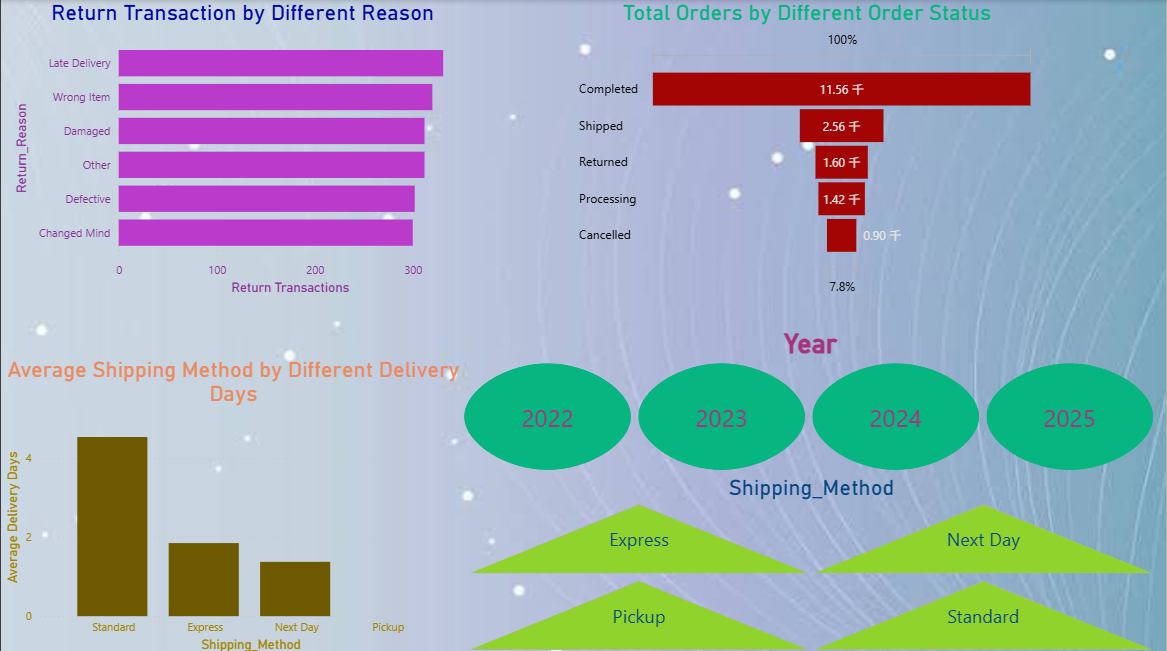 Return Transaction by Different Reason
Return_Reason
Late Delivery
Wrong Item
Damaged
Other
Defective
Changed Mind
0 100 200 300
Return Transactions
Total Orders by Different Order Status
100%
Completed 11.56 千
Shipped 2.56 千
Returned 1.60 千
Processing 1.42 千
Cancelled 0.90 千
7.8%
Average Shipping Method by Different Delivery
Days
Average Delivery Days
4
2
0
Standard Express Next Day Pickup
Shipping_Method
Year
2022 2023 2024 2025
Shipping_Method
Express Next Day
Pickup Standard